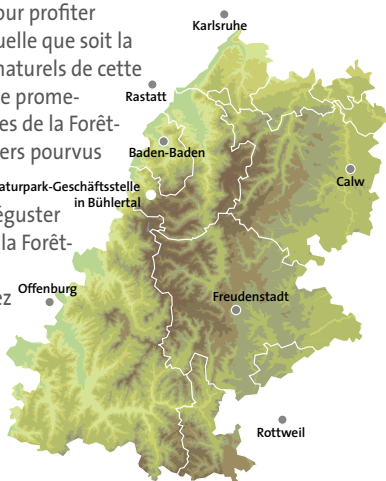 our profiter
uelle que soit la
naturels de cette
e prome-
es de la Forêt-
ers pourvus
éguster
la Forêt-
ez
Karlsruhe
Rastatt
Baden-Baden
Calw
aturpark-Geschäftsstelle
in Bühlertal
Offenburg
Freudenstadt
Rottweil